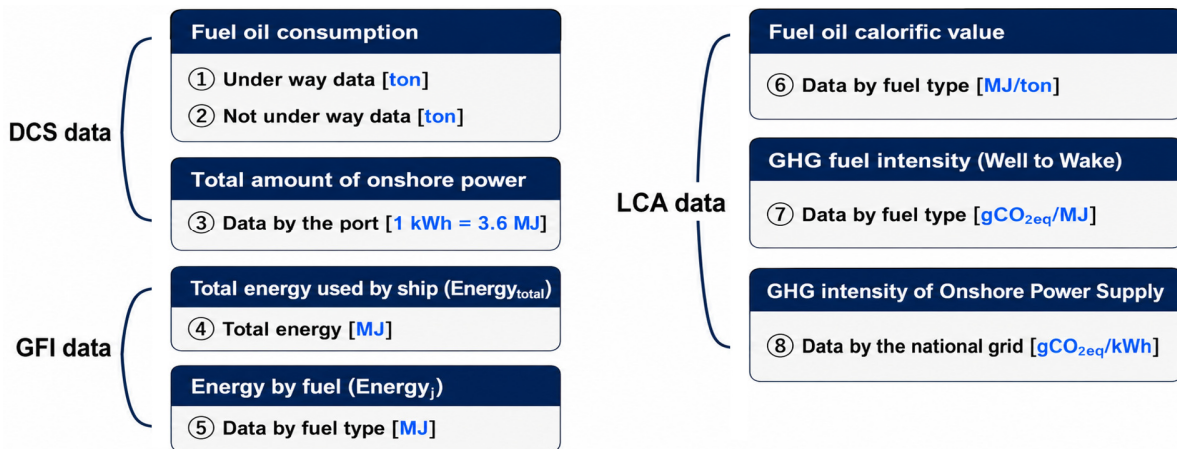 DCS data
Fuel oil consumption
① Under way data [ton]
② Not under way data [ton]
Total amount of onshore power
③ Data by the port [1 kWh = 3.6 MJ]
GFI data
Total energy used by ship (Energy_total)
④ Total energy [MJ]
Energy by fuel (Energy_j)
⑤ Data by fuel type [MJ]
LCA data
Fuel oil calorific value
⑥ Data by fuel type [MJ/ton]
GHG fuel intensity (Well to Wake)
⑦ Data by fuel type [gCO₂eq/MJ]
GHG intensity of Onshore Power Supply
⑧ Data by the national grid [gCO₂eq/kWh]